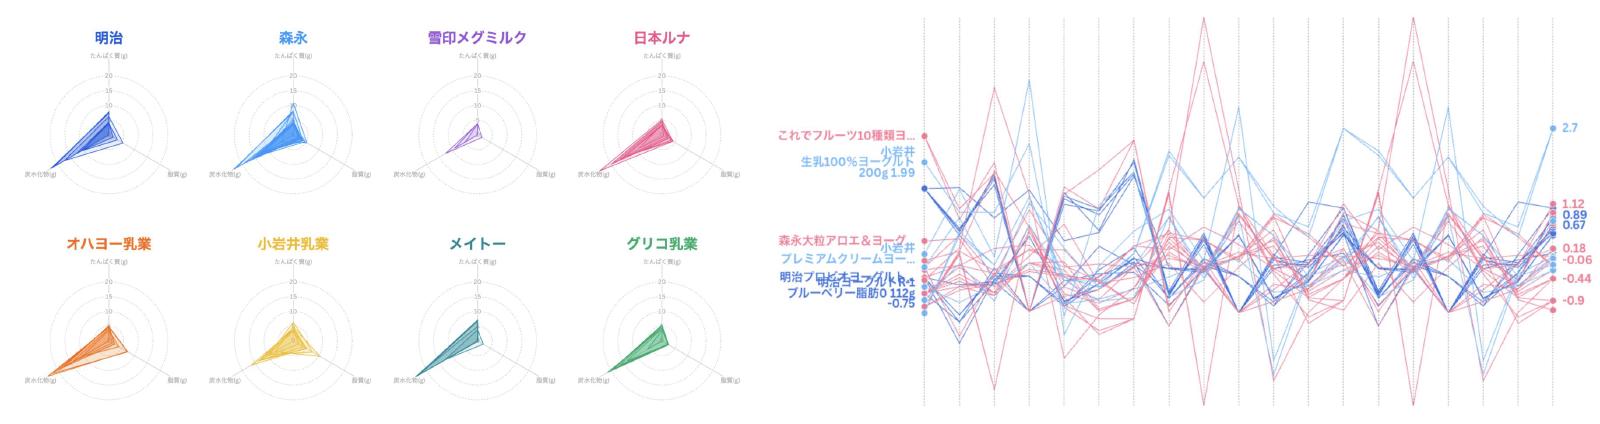 明治
森永
雪印メグミルク
日本ルナ
たんぱく質(g)
たんぱく質(g)
たんぱく質(g)
たんぱく質(g)
20
20
20
20
15
15
15
15
10
10
10
10
炭水化物(g)
脂質(g)
炭水化物(g)
脂質(g)
炭水化物(g)
脂質(g)
炭水化物(g)
脂質(g)
オハヨー乳業
小岩井乳業
メイトー
グリコ乳業
たんぱく質(g)
たんぱく質(g)
たんぱく質(g)
たんぱく質(g)
20
20
20
20
15
15
15
15
10
10
10
10
炭水化物(g)
脂質(g)
炭水化物(g)
脂質(g)
炭水化物(g)
脂質(g)
炭水化物(g)
脂質(g)
これでフルーツ10種類ヨ...
小岩井
生乳100%ヨーグルト
200g 1.99
森永大粒アロエ＆ヨーグ
小岩井
プレミアムクリームヨー...
明治プロビオヨーグルト
明治ヨーグルトR-1
ブルーベリー脂肪0 112g
-0.75
2.7
1.12
0.89
0.67
0.18
-0.06
-0.44
-0.9